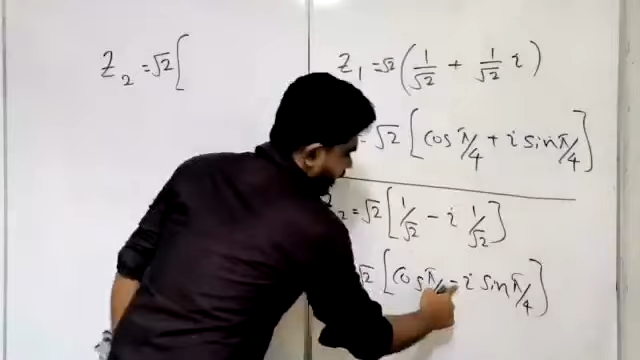 Z₂ = √2 [
Z₁ = √2 ( 1/√2 + 1/√2 i )
= √2 [ cos π/4 + i sin π/4 ]
₂ = √2 [ 1/√2 - i 1/√2 ]
√2 [ cos π/4 - i sin π/4 ]